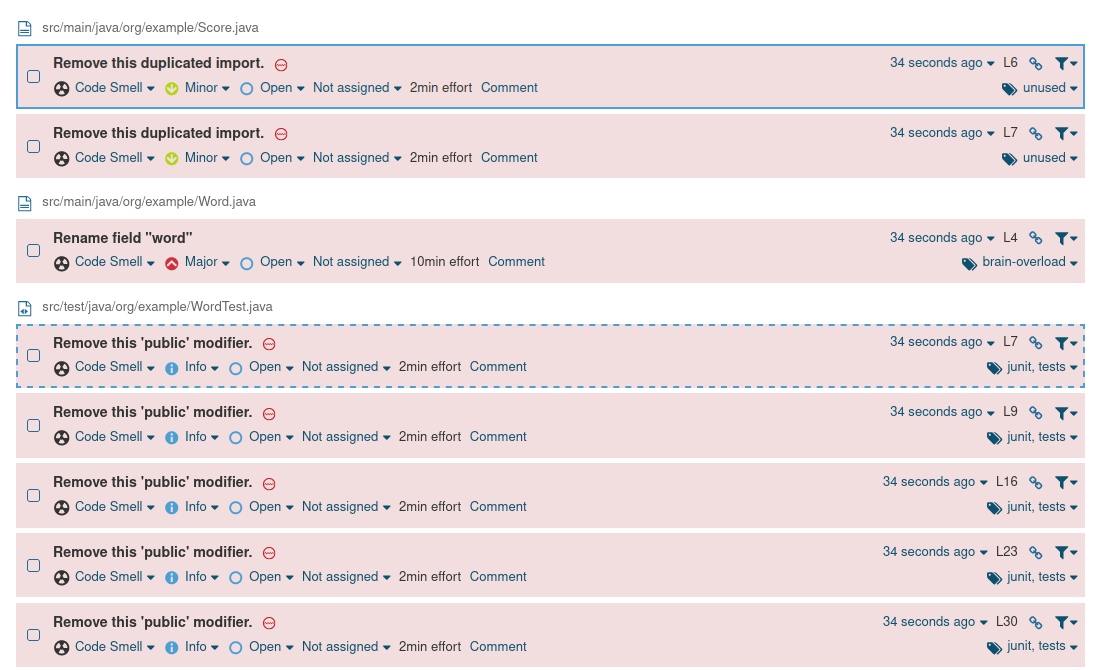 src/main/java/org/example/Score.java
Remove this duplicated import. 34 seconds ago L6
Code Smell Minor Open Not assigned 2min effort Comment unused
Remove this duplicated import. 34 seconds ago L7
Code Smell Minor Open Not assigned 2min effort Comment unused
src/main/java/org/example/Word.java
Rename field "word" 34 seconds ago L4
Code Smell Major Open Not assigned 10min effort Comment brain-overload
src/test/java/org/example/WordTest.java
Remove this 'public' modifier. 34 seconds ago L7
Code Smell Info Open Not assigned 2min effort Comment junit, tests
Remove this 'public' modifier. 34 seconds ago L9
Code Smell Info Open Not assigned 2min effort Comment junit, tests
Remove this 'public' modifier. 34 seconds ago L16
Code Smell Info Open Not assigned 2min effort Comment junit, tests
Remove this 'public' modifier. 34 seconds ago L23
Code Smell Info Open Not assigned 2min effort Comment junit, tests
Remove this 'public' modifier. 34 seconds ago L30
Code Smell Info Open Not assigned 2min effort Comment junit, tests